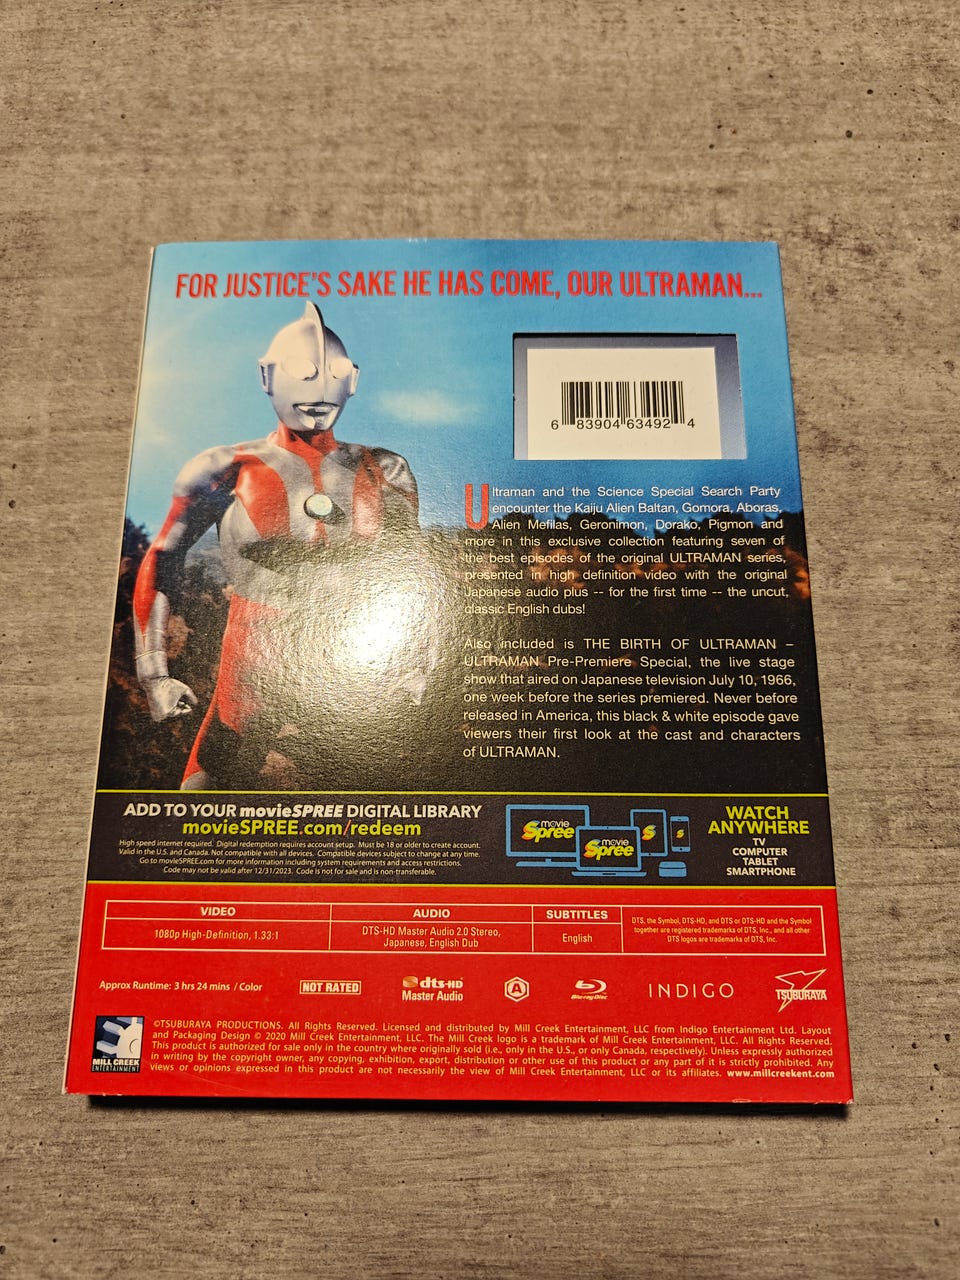 FOR JUSTICE'S SAKE HE HAS COME, OUR ULTRAMAN...
6 83904 63492 4
Ultraman and the Science Special Search Party
encounter the Kaiju Alien Baltan, Gomora, Aboras,
Alien Mefilas, Geronimon, Dorako, Pigmon and
more in this exclusive collection featuring seven of
the best episodes of the original ULTRAMAN series,
presented in high definition video with the original
Japanese audio plus -- for the first time -- the uncut,
classic English dubs!
Also included is THE BIRTH OF ULTRAMAN –
ULTRAMAN Pre-Premiere Special, the live stage
show that aired on Japanese television July 10, 1966,
one week before the series premiered. Never before
released in America, this black & white episode gave
viewers their first look at the cast and characters
of ULTRAMAN.
ADD TO YOUR movieSPREE DIGITAL LIBRARY
movieSPREE.com/redeem
High speed internet required. Digital redemption requires account setup. Must be 18 or older to create account.
Valid in the U.S. and Canada. Not compatible with all devices. Compatible devices subject to change at any time.
Go to movieSPREE.com for more information including system requirements and access restrictions.
Code may not be valid after 12/31/2023. Code is not for sale and is non-transferable.
movie Spree
movie Spree
S
S
WATCH
ANYWHERE
TV
COMPUTER
TABLET
SMARTPHONE
VIDEO
1080p High-Definition, 1.33:1
AUDIO
DTS-HD Master Audio 2.0 Stereo,
Japanese, English Dub
SUBTITLES
English
DTS, the Symbol, DTS-HD, and DTS or DTS-HD and the Symbol
together are registered trademarks of DTS, Inc., and all other
DTS logos are trademarks of DTS, Inc.
Approx Runtime: 3 hrs 24 mins / Color
NOT RATED
dts-HD
Master Audio
A
Blu-ray Disc
INDIGO
TSUBURAYA
MILL CREEK
ENTERTAINMENT
©TSUBURAYA PRODUCTIONS. All Rights Reserved. Licensed and distributed by Mill Creek Entertainment, LLC from Indigo Entertainment Ltd. Layout
and Packaging Design © 2020 Mill Creek Entertainment, LLC. The Mill Creek logo is a trademark of Mill Creek Entertainment, LLC. All Rights Reserved.
This product is authorized for sale only in the country where originally sold (i.e., only in the U.S., or only Canada, respectively). Unless expressly authorized
in writing by the copyright owner, any copying, exhibition, export, distribution or other use of this product or any part of it is strictly prohibited. Any
views or opinions expressed in this product are not necessarily the view of Mill Creek Entertainment, LLC or its affiliates. www.millcreekent.com